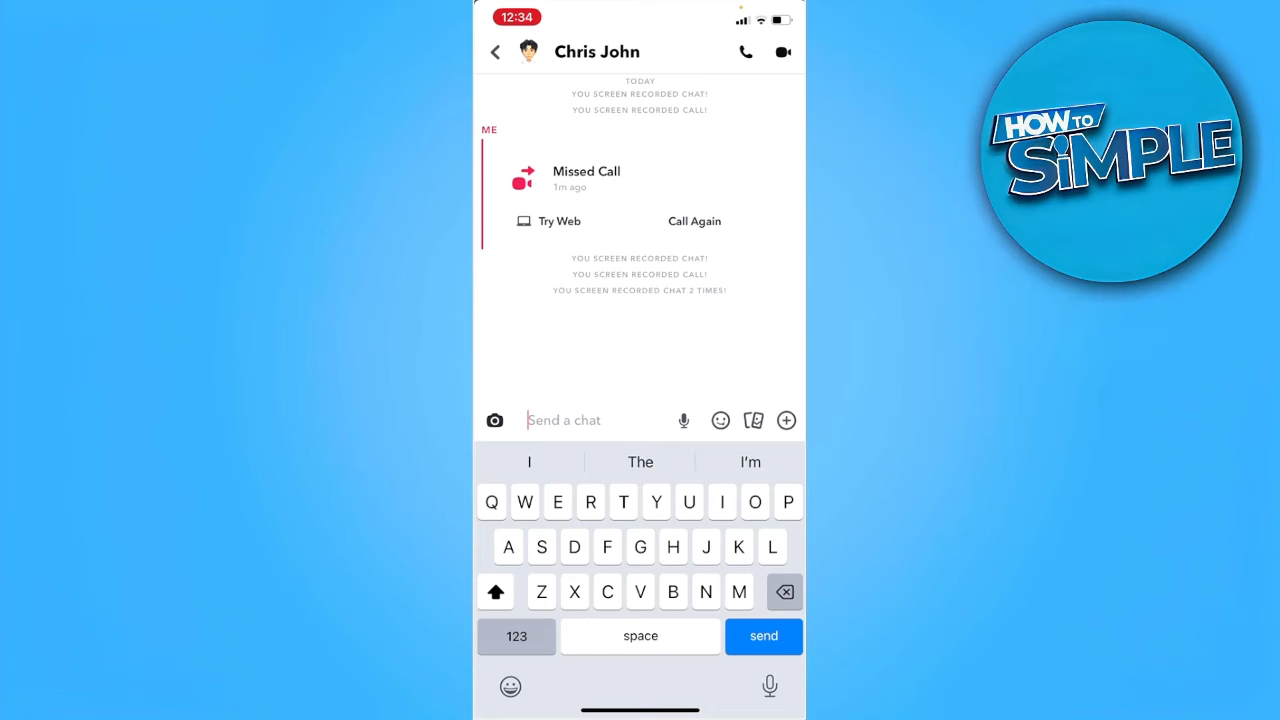 12:34
Chris John
TODAY
YOU SCREEN RECORDED CHAT!
YOU SCREEN RECORDED CALL!
ME
Missed Call
1m ago
Try Web Call Again
YOU SCREEN RECORDED CHAT!
YOU SCREEN RECORDED CALL!
YOU SCREEN RECORDED CHAT 2 TIMES!
Send a chat
I The I'm
Q W E R T Y U I O P
A S D F G H J K L
Z X C V B N M
123 space send
HOW TO
SiMPLE